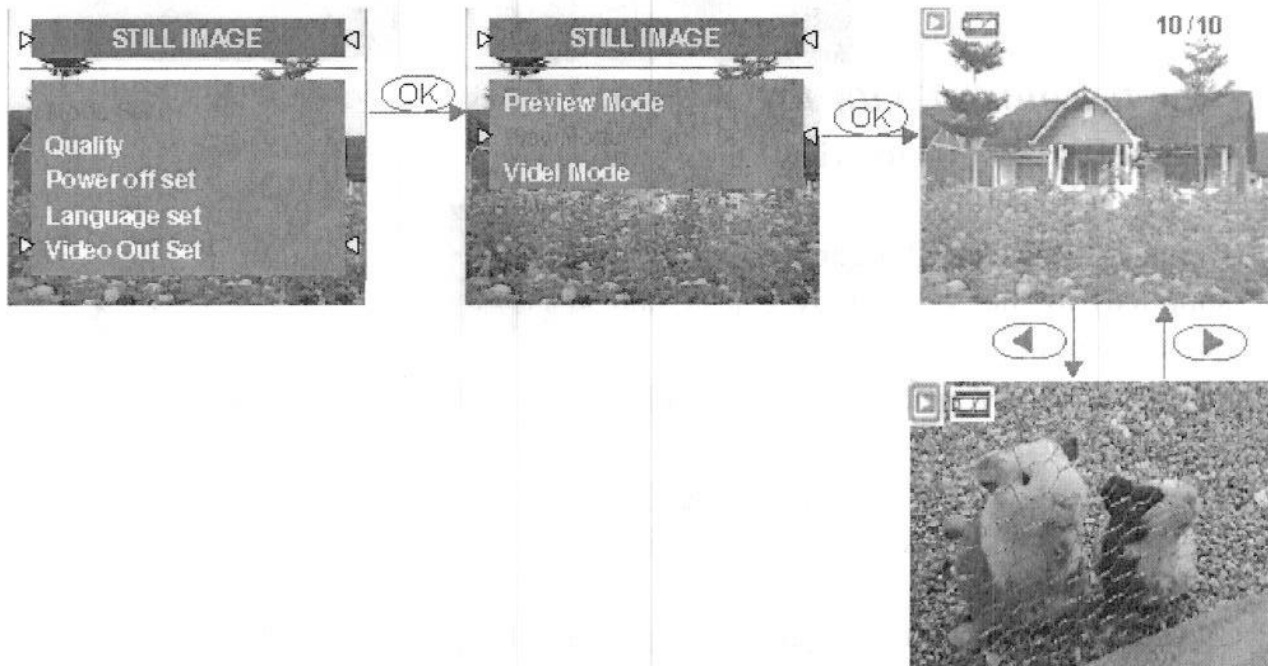 STILL IMAGE
Quality
Power off set
Language set
Video Out Set
OK
STILL IMAGE
Preview Mode
Videl Mode
OK
10/10